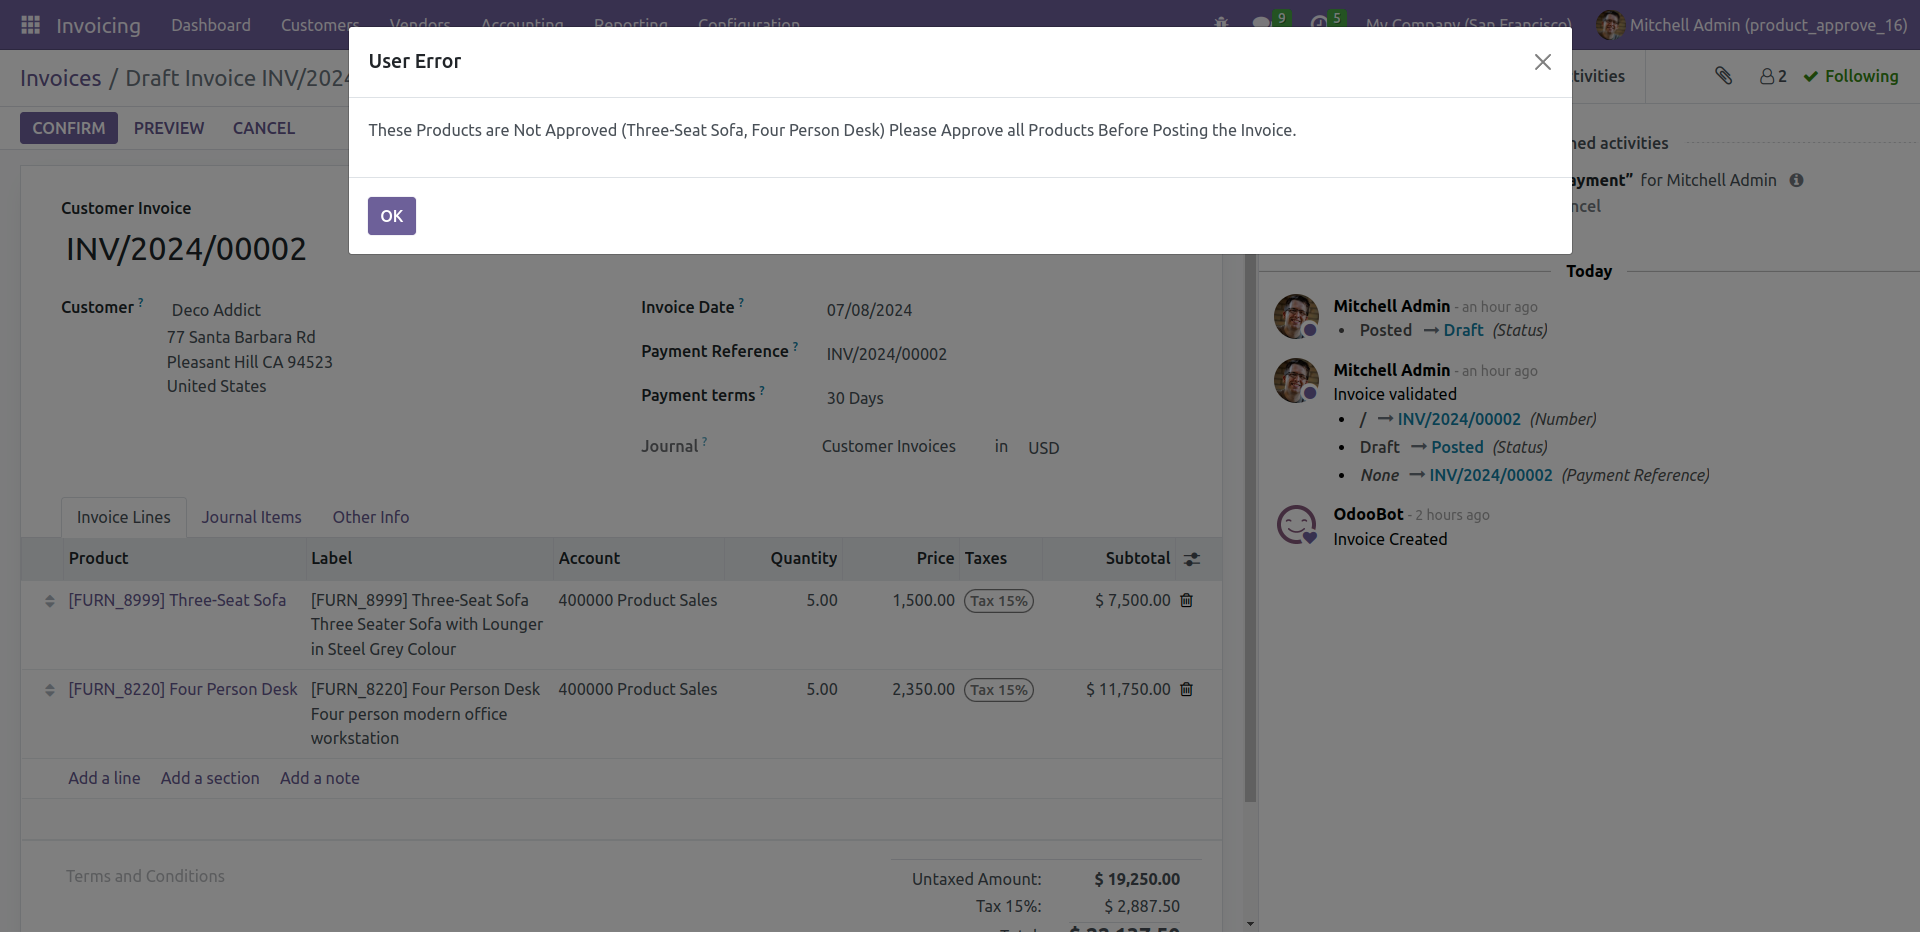 Invoicing Dashboard Customers Vendors Accounting Reporting Configuration 9 5 My Company (San Francisco) Mitchell Admin (product_approve_16)
User Error
Invoices / Draft Invoice INV/2024
2 Following
CONFIRM PREVIEW CANCEL
These Products are Not Approved (Three-Seat Sofa, Four Person Desk) Please Approve all Products Before Posting the Invoice.
OK
activities
for Mitchell Admin
Customer Invoice
INV/2024/00002
Customer ? Deco Addict
77 Santa Barbara Rd
Pleasant Hill CA 94523
United States
Invoice Date ? 07/08/2024
Payment Reference ? INV/2024/00002
Payment terms ? 30 Days
Journal ? Customer Invoices in USD
Invoice Lines Journal Items Other Info
Product Label Account Quantity Price Taxes Subtotal
[FURN_8999] Three-Seat Sofa [FURN_8999] Three-Seat Sofa 400000 Product Sales 5.00 1,500.00 Tax 15% $ 7,500.00
Three Seater Sofa with Lounger
in Steel Grey Colour
[FURN_8220] Four Person Desk [FURN_8220] Four Person Desk 400000 Product Sales 5.00 2,350.00 Tax 15% $ 11,750.00
Four person modern office
workstation
Add a line Add a section Add a note
Terms and Conditions
Untaxed Amount: $ 19,250.00
Tax 15%: $ 2,887.50
Today
Mitchell Admin - an hour ago
• Posted → Draft (Status)
Mitchell Admin - an hour ago
Invoice validated
• / → INV/2024/00002 (Number)
• Draft → Posted (Status)
• None → INV/2024/00002 (Payment Reference)
OdooBot - 2 hours ago
Invoice Created